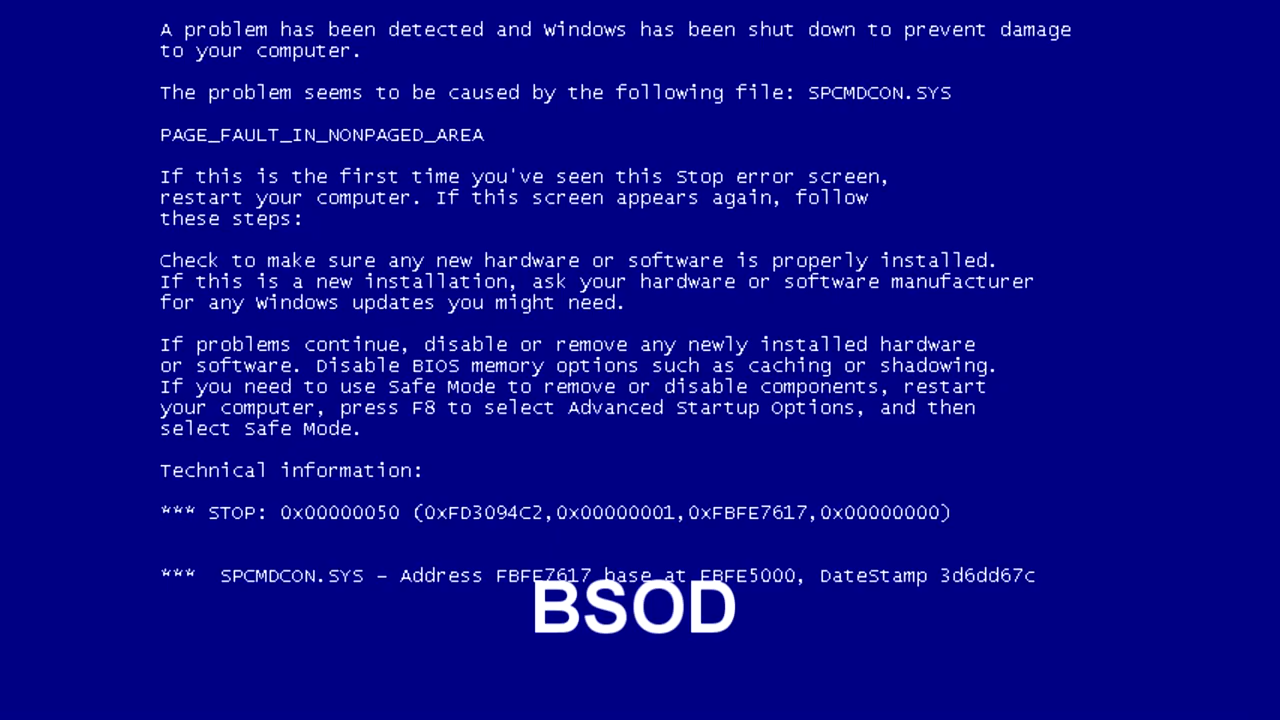 A problem has been detected and Windows has been shut down to prevent damage
to your computer.
The problem seems to be caused by the following file: SPCMDCON.SYS
PAGE_FAULT_IN_NONPAGED_AREA
If this is the first time you've seen this Stop error screen,
restart your computer. If this screen appears again, follow
these steps:
Check to make sure any new hardware or software is properly installed.
If this is a new installation, ask your hardware or software manufacturer
for any Windows updates you might need.
If problems continue, disable or remove any newly installed hardware
or software. Disable BIOS memory options such as caching or shadowing.
If you need to use Safe Mode to remove or disable components, restart
your computer, press F8 to select Advanced Startup Options, and then
select Safe Mode.
Technical information:
*** STOP: 0x00000050 (0xFD3094C2,0x00000001,0xFBFE7617,0x00000000)
*** SPCMDCON.SYS - Address FBFE7617 base at FBFE5000, DateStamp 3d6dd67c
BSOD